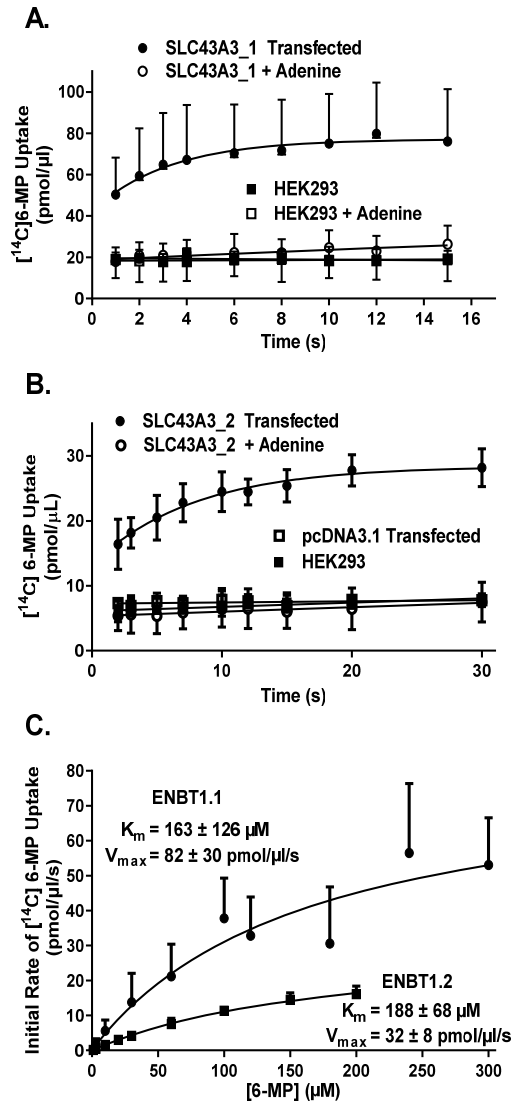 A.
SLC43A3_1 Transfected
SLC43A3_1 + Adenine
[14C]6-MP Uptake
(pmol/µl)
100
80
60
40
20
0
HEK293
HEK293 + Adenine
0 2 4 6 8 10 12 14 16
Time (s)
B.
SLC43A3_2 Transfected
SLC43A3_2 + Adenine
[14C] 6-MP Uptake
(pmol/µL)
30
20
10
0
pcDNA3.1 Transfected
HEK293
0 10 20 30
Time (s)
C.
Initial Rate of [14C] 6-MP Uptake
(pmol/µl/s)
80
70
60
50
40
30
20
10
0
ENBT1.1
Km = 163 ± 126 µM
Vmax = 82 ± 30 pmol/µl/s
ENBT1.2
Km = 188 ± 68 µM
Vmax = 32 ± 8 pmol/µl/s
0 50 100 150 200 250 300
[6-MP] (µM)